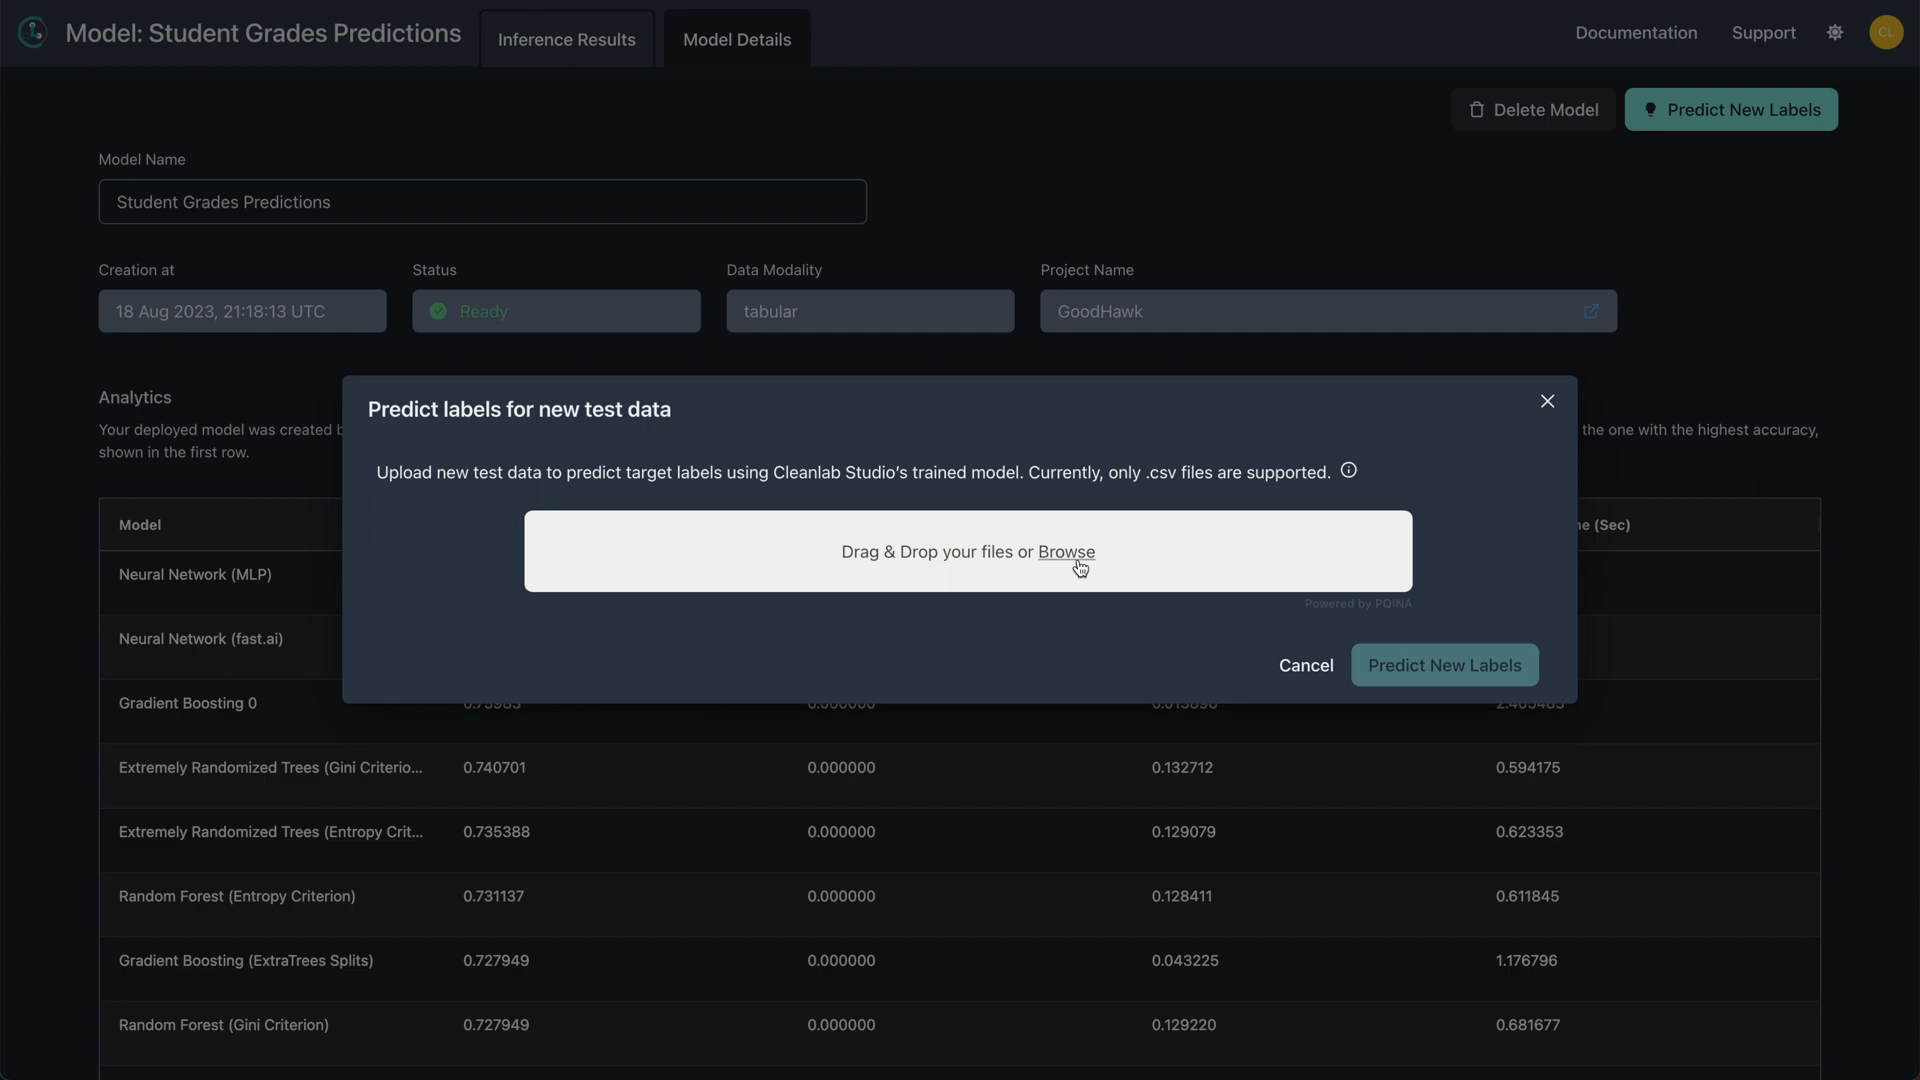 Model: Student Grades Predictions
Inference Results
Model Details
Documentation
Support
CL
Delete Model
Predict New Labels
Model Name
Student Grades Predictions
Creation at
Status
Data Modality
Project Name
18 Aug 2023, 21:18:13 UTC
Ready
tabular
GoodHawk
Analytics
Your deployed model was created
the one with the highest accuracy,
shown in the first row.
Predict labels for new test data
Upload new test data to predict target labels using Cleanlab Studio's trained model. Currently, only .csv files are supported.
Drag & Drop your files or Browse
Powered by PQINA
Cancel
Predict New Labels
Model
(Sec)
Neural Network (MLP)
Neural Network (fast.ai)
Gradient Boosting 0
Extremely Randomized Trees (Gini Criterio... 0.740701 0.000000 0.132712 0.594175
Extremely Randomized Trees (Entropy Crit... 0.735388 0.000000 0.129079 0.623353
Random Forest (Entropy Criterion) 0.731137 0.000000 0.128411 0.611845
Gradient Boosting (ExtraTrees Splits) 0.727949 0.000000 0.043225 1.176796
Random Forest (Gini Criterion) 0.727949 0.000000 0.129220 0.681677